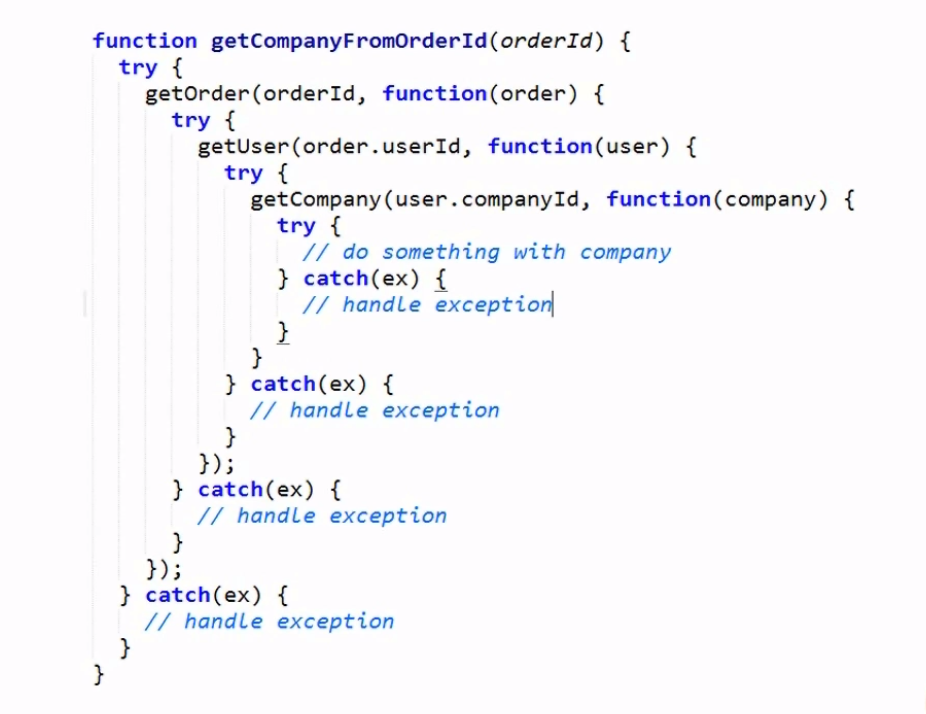 function getCompanyFromOrderId(orderId) {
  try {
    getOrder(orderId, function(order) {
      try {
        getUser(order.userId, function(user) {
          try {
            getCompany(user.companyId, function(company) {
              try {
                // do something with company
              } catch(ex) {
                // handle exception
              }
            }
          } catch(ex) {
            // handle exception
          }
        });
      } catch(ex) {
        // handle exception
      }
    });
  } catch(ex) {
    // handle exception
  }
}